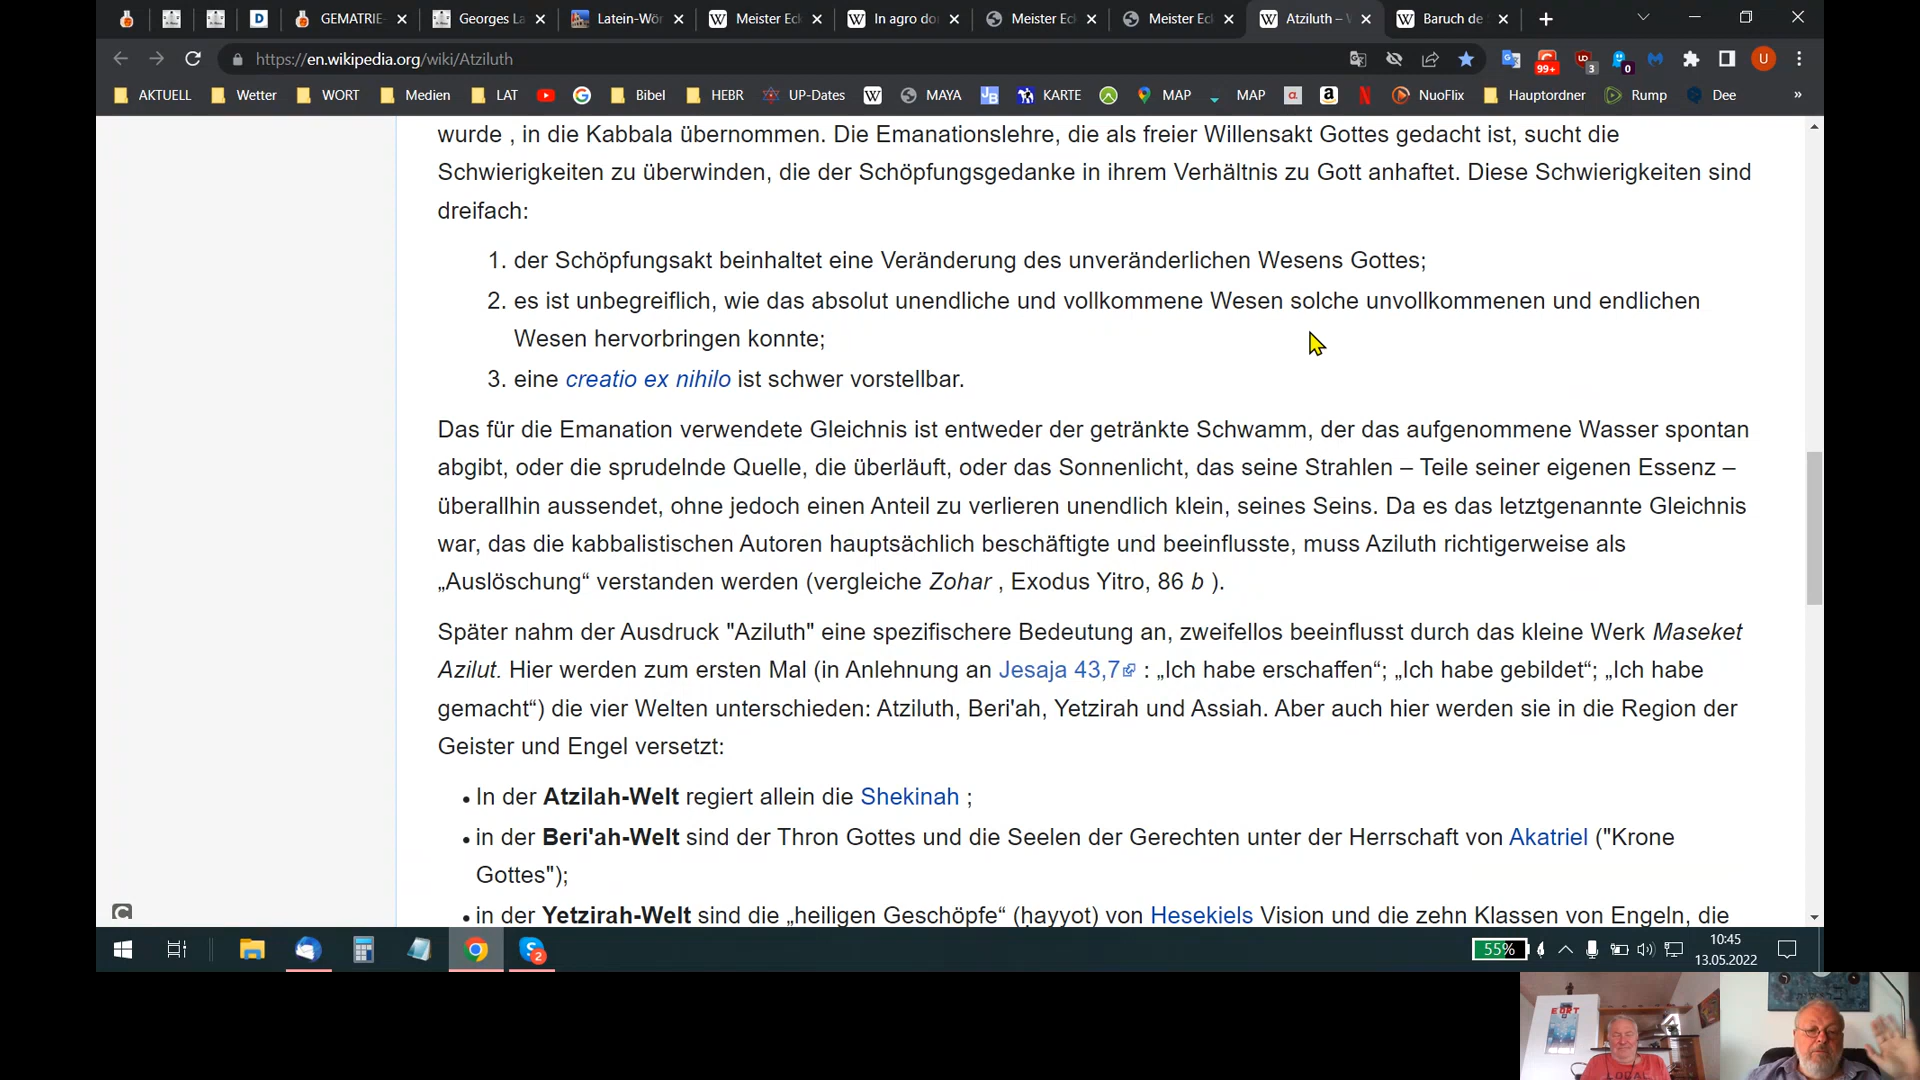 GEMATRIE-
Georges La
Latein-Wör
Meister Eck
In agro dor
Meister Eck
Meister Eck
Atziluth –
Baruch de
https://en.wikipedia.org/wiki/Atziluth
99+
3
0
U
AKTUELL
Wetter
WORT
Medien
LAT
Bibel
HEBR
UP-Dates
MAYA
KARTE
MAP
MAP
NuoFlix
Hauptordner
Rump
Dee
»
wurde , in die Kabbala übernommen. Die Emanationslehre, die als freier Willensakt Gottes gedacht ist, sucht die
Schwierigkeiten zu überwinden, die der Schöpfungsgedanke in ihrem Verhältnis zu Gott anhaftet. Diese Schwierigkeiten sind
dreifach:
1. der Schöpfungsakt beinhaltet eine Veränderung des unveränderlichen Wesens Gottes;
2. es ist unbegreiflich, wie das absolut unendliche und vollkommene Wesen solche unvollkommenen und endlichen
Wesen hervorbringen konnte;
3. eine creatio ex nihilo ist schwer vorstellbar.
Das für die Emanation verwendete Gleichnis ist entweder der getränkte Schwamm, der das aufgenommene Wasser spontan
abgibt, oder die sprudelnde Quelle, die überläuft, oder das Sonnenlicht, das seine Strahlen – Teile seiner eigenen Essenz –
überallhin aussendet, ohne jedoch einen Anteil zu verlieren unendlich klein, seines Seins. Da es das letztgenannte Gleichnis
war, das die kabbalistischen Autoren hauptsächlich beschäftigte und beeinflusste, muss Aziluth richtigerweise als
„Auslöschung“ verstanden werden (vergleiche Zohar , Exodus Yitro, 86 b ).
Später nahm der Ausdruck "Aziluth" eine spezifischere Bedeutung an, zweifellos beeinflusst durch das kleine Werk Maseket
Azilut. Hier werden zum ersten Mal (in Anlehnung an Jesaja 43,7 : „Ich habe erschaffen“; „Ich habe gebildet“; „Ich habe
gemacht“) die vier Welten unterschieden: Atziluth, Beri'ah, Yetzirah und Assiah. Aber auch hier werden sie in die Region der
Geister und Engel versetzt:
• In der Atzilah-Welt regiert allein die Shekinah ;
• in der Beri'ah-Welt sind der Thron Gottes und die Seelen der Gerechten unter der Herrschaft von Akatriel ("Krone
Gottes");
• in der Yetzirah-Welt sind die „heiligen Geschöpfe“ (ḥayyot) von Hesekiels Vision und die zehn Klassen von Engeln, die
2
55%
10:45
13.05.2022
LOCAL